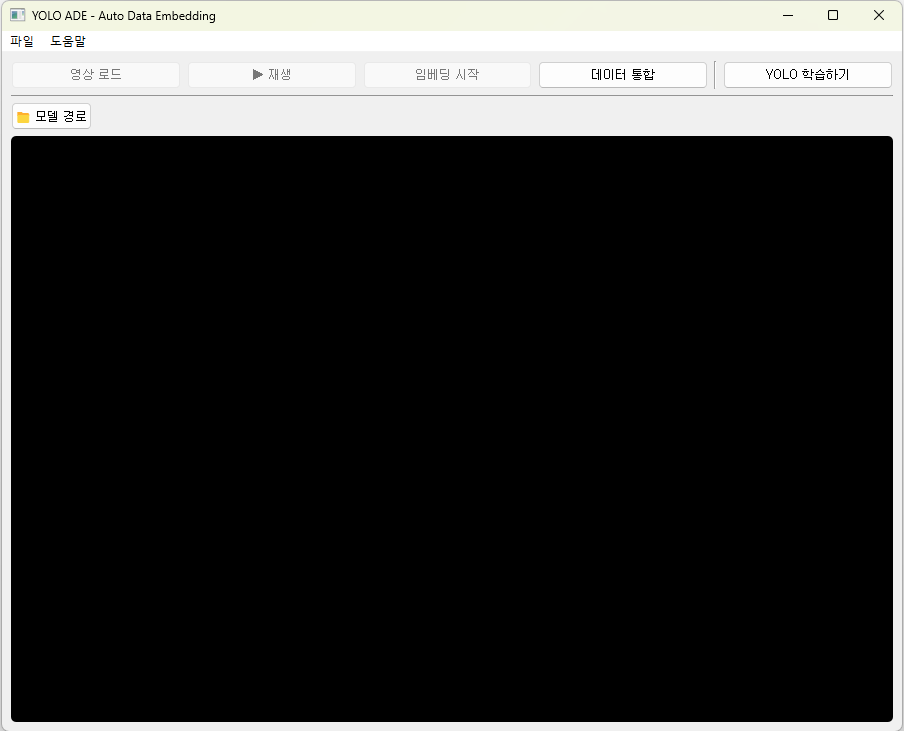 YOLO ADE - Auto Data Embedding
파일 도움말
영상 로드 ▶ 재생 임베딩 시작 데이터 통합 YOLO 학습하기
모델 경로